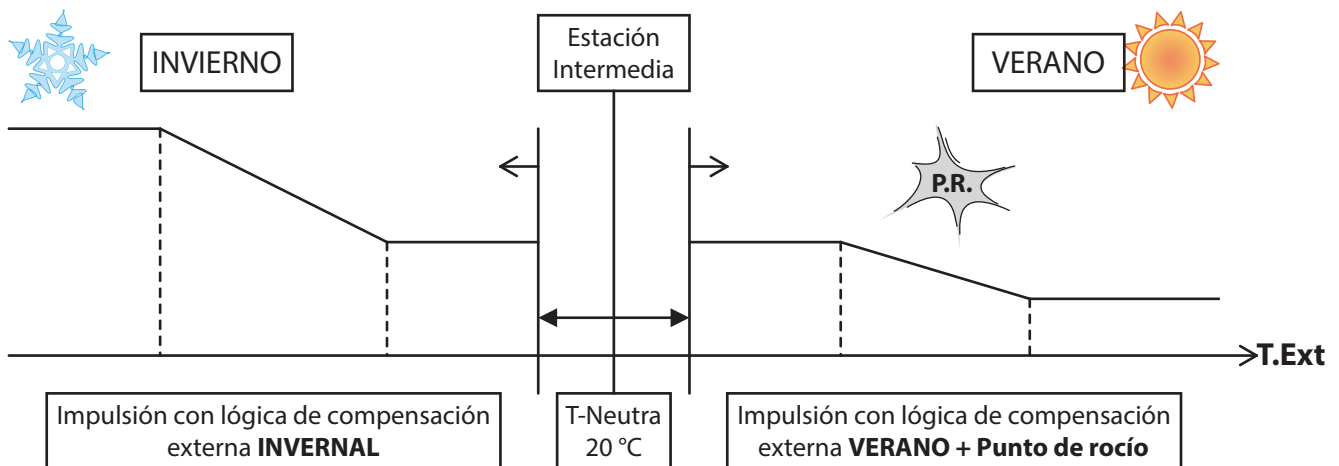 INVIERNO
Estación
Intermedia
VERANO
P.R.
T.Ext
Impulsión con lógica de compensación
externa INVERNAL
T-Neutra
20 °C
Impulsión con lógica de compensación
externa VERANO + Punto de rocío